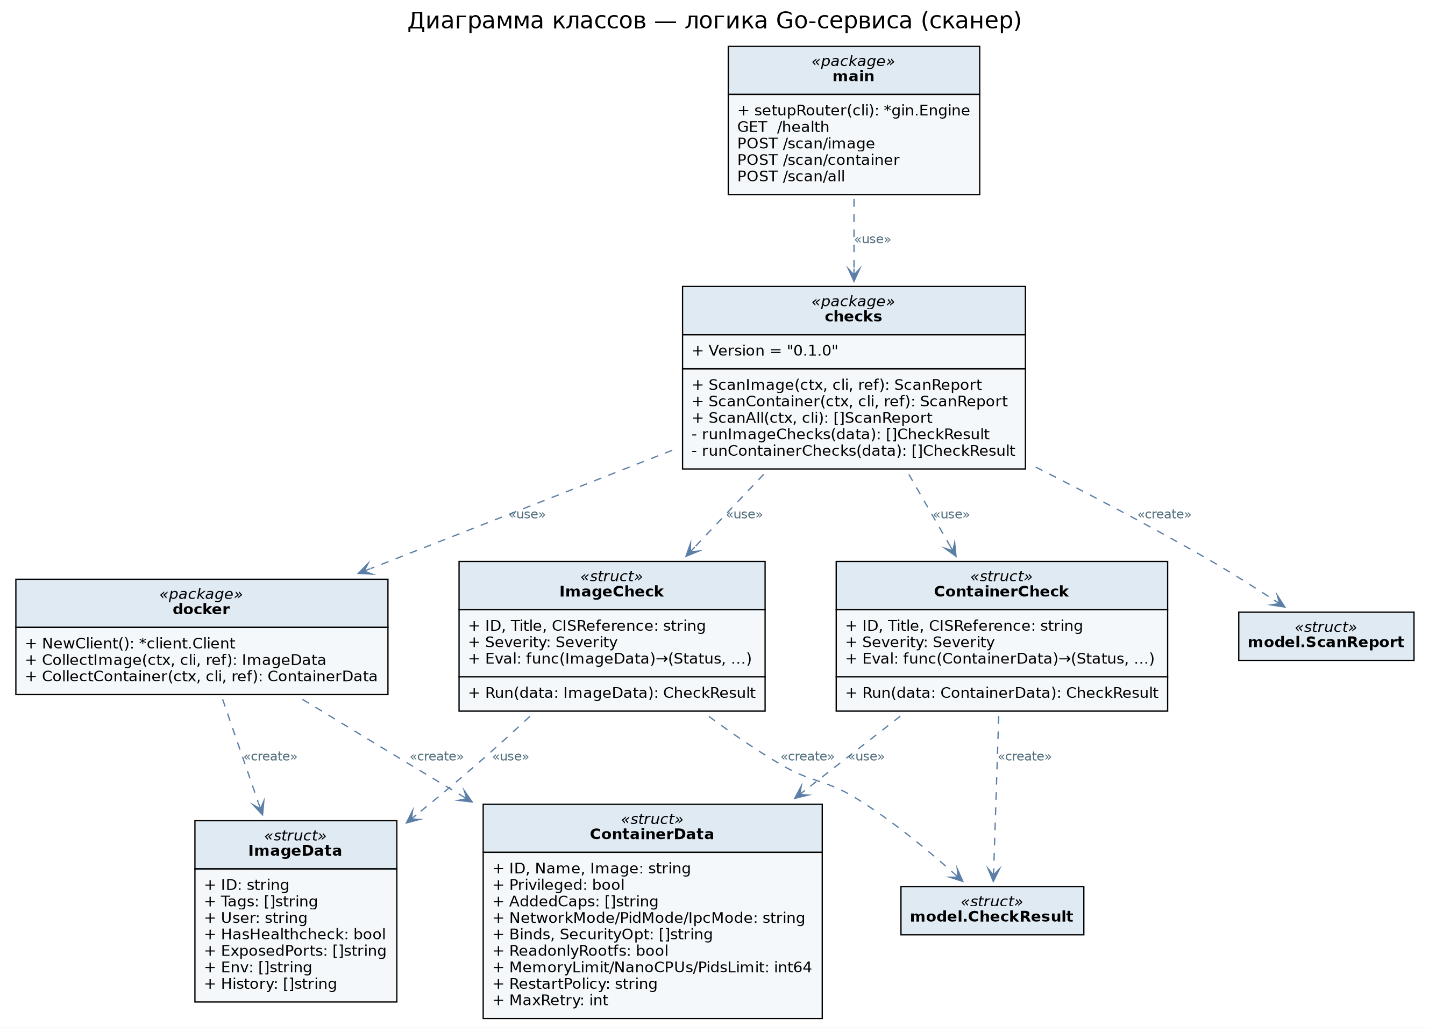 Диаграмма классов — логика Go-сервиса (сканер)
«package»
main
+ setupRouter(cli): *gin.Engine
GET  /health
POST /scan/image
POST /scan/container
POST /scan/all
«use»
«package»
checks
+ Version = "0.1.0"
+ ScanImage(ctx, cli, ref): ScanReport
+ ScanContainer(ctx, cli, ref): ScanReport
+ ScanAll(ctx, cli): []ScanReport
- runImageChecks(data): []CheckResult
- runContainerChecks(data): []CheckResult
«use»
«use»
«use»
«create»
«package»
docker
+ NewClient(): *client.Client
+ CollectImage(ctx, cli, ref): ImageData
+ CollectContainer(ctx, cli, ref): ContainerData
«struct»
ImageCheck
+ ID, Title, CISReference: string
+ Severity: Severity
+ Eval: func(ImageData)→(Status, ...)
+ Run(data: ImageData): CheckResult
«struct»
ContainerCheck
+ ID, Title, CISReference: string
+ Severity: Severity
+ Eval: func(ContainerData)→(Status, ...)
+ Run(data: ContainerData): CheckResult
«struct»
model.ScanReport
«create»
«create»
«use»
«create»
«use»
«create»
«struct»
ImageData
+ ID: string
+ Tags: []string
+ User: string
+ HasHealthcheck: bool
+ ExposedPorts: []string
+ Env: []string
+ History: []string
«struct»
ContainerData
+ ID, Name, Image: string
+ Privileged: bool
+ AddedCaps: []string
+ NetworkMode/PidMode/IpcMode: string
+ Binds, SecurityOpt: []string
+ ReadonlyRootfs: bool
+ MemoryLimit/NanoCPUs/PidsLimit: int64
+ RestartPolicy: string
+ MaxRetry: int
«struct»
model.CheckResult